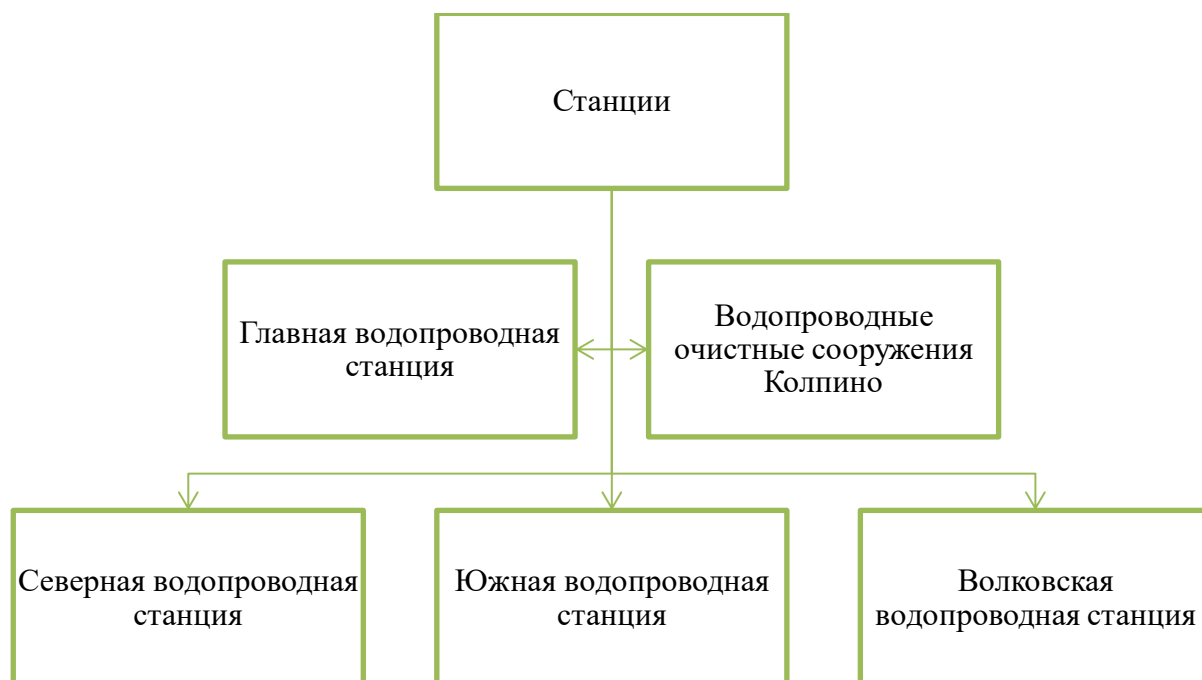 Станции
Главная водопроводная
станция
Водопроводные
очистные сооружения
Колпино
Северная водопроводная
станция
Южная водопроводная
станция
Волковская
водопроводная станция